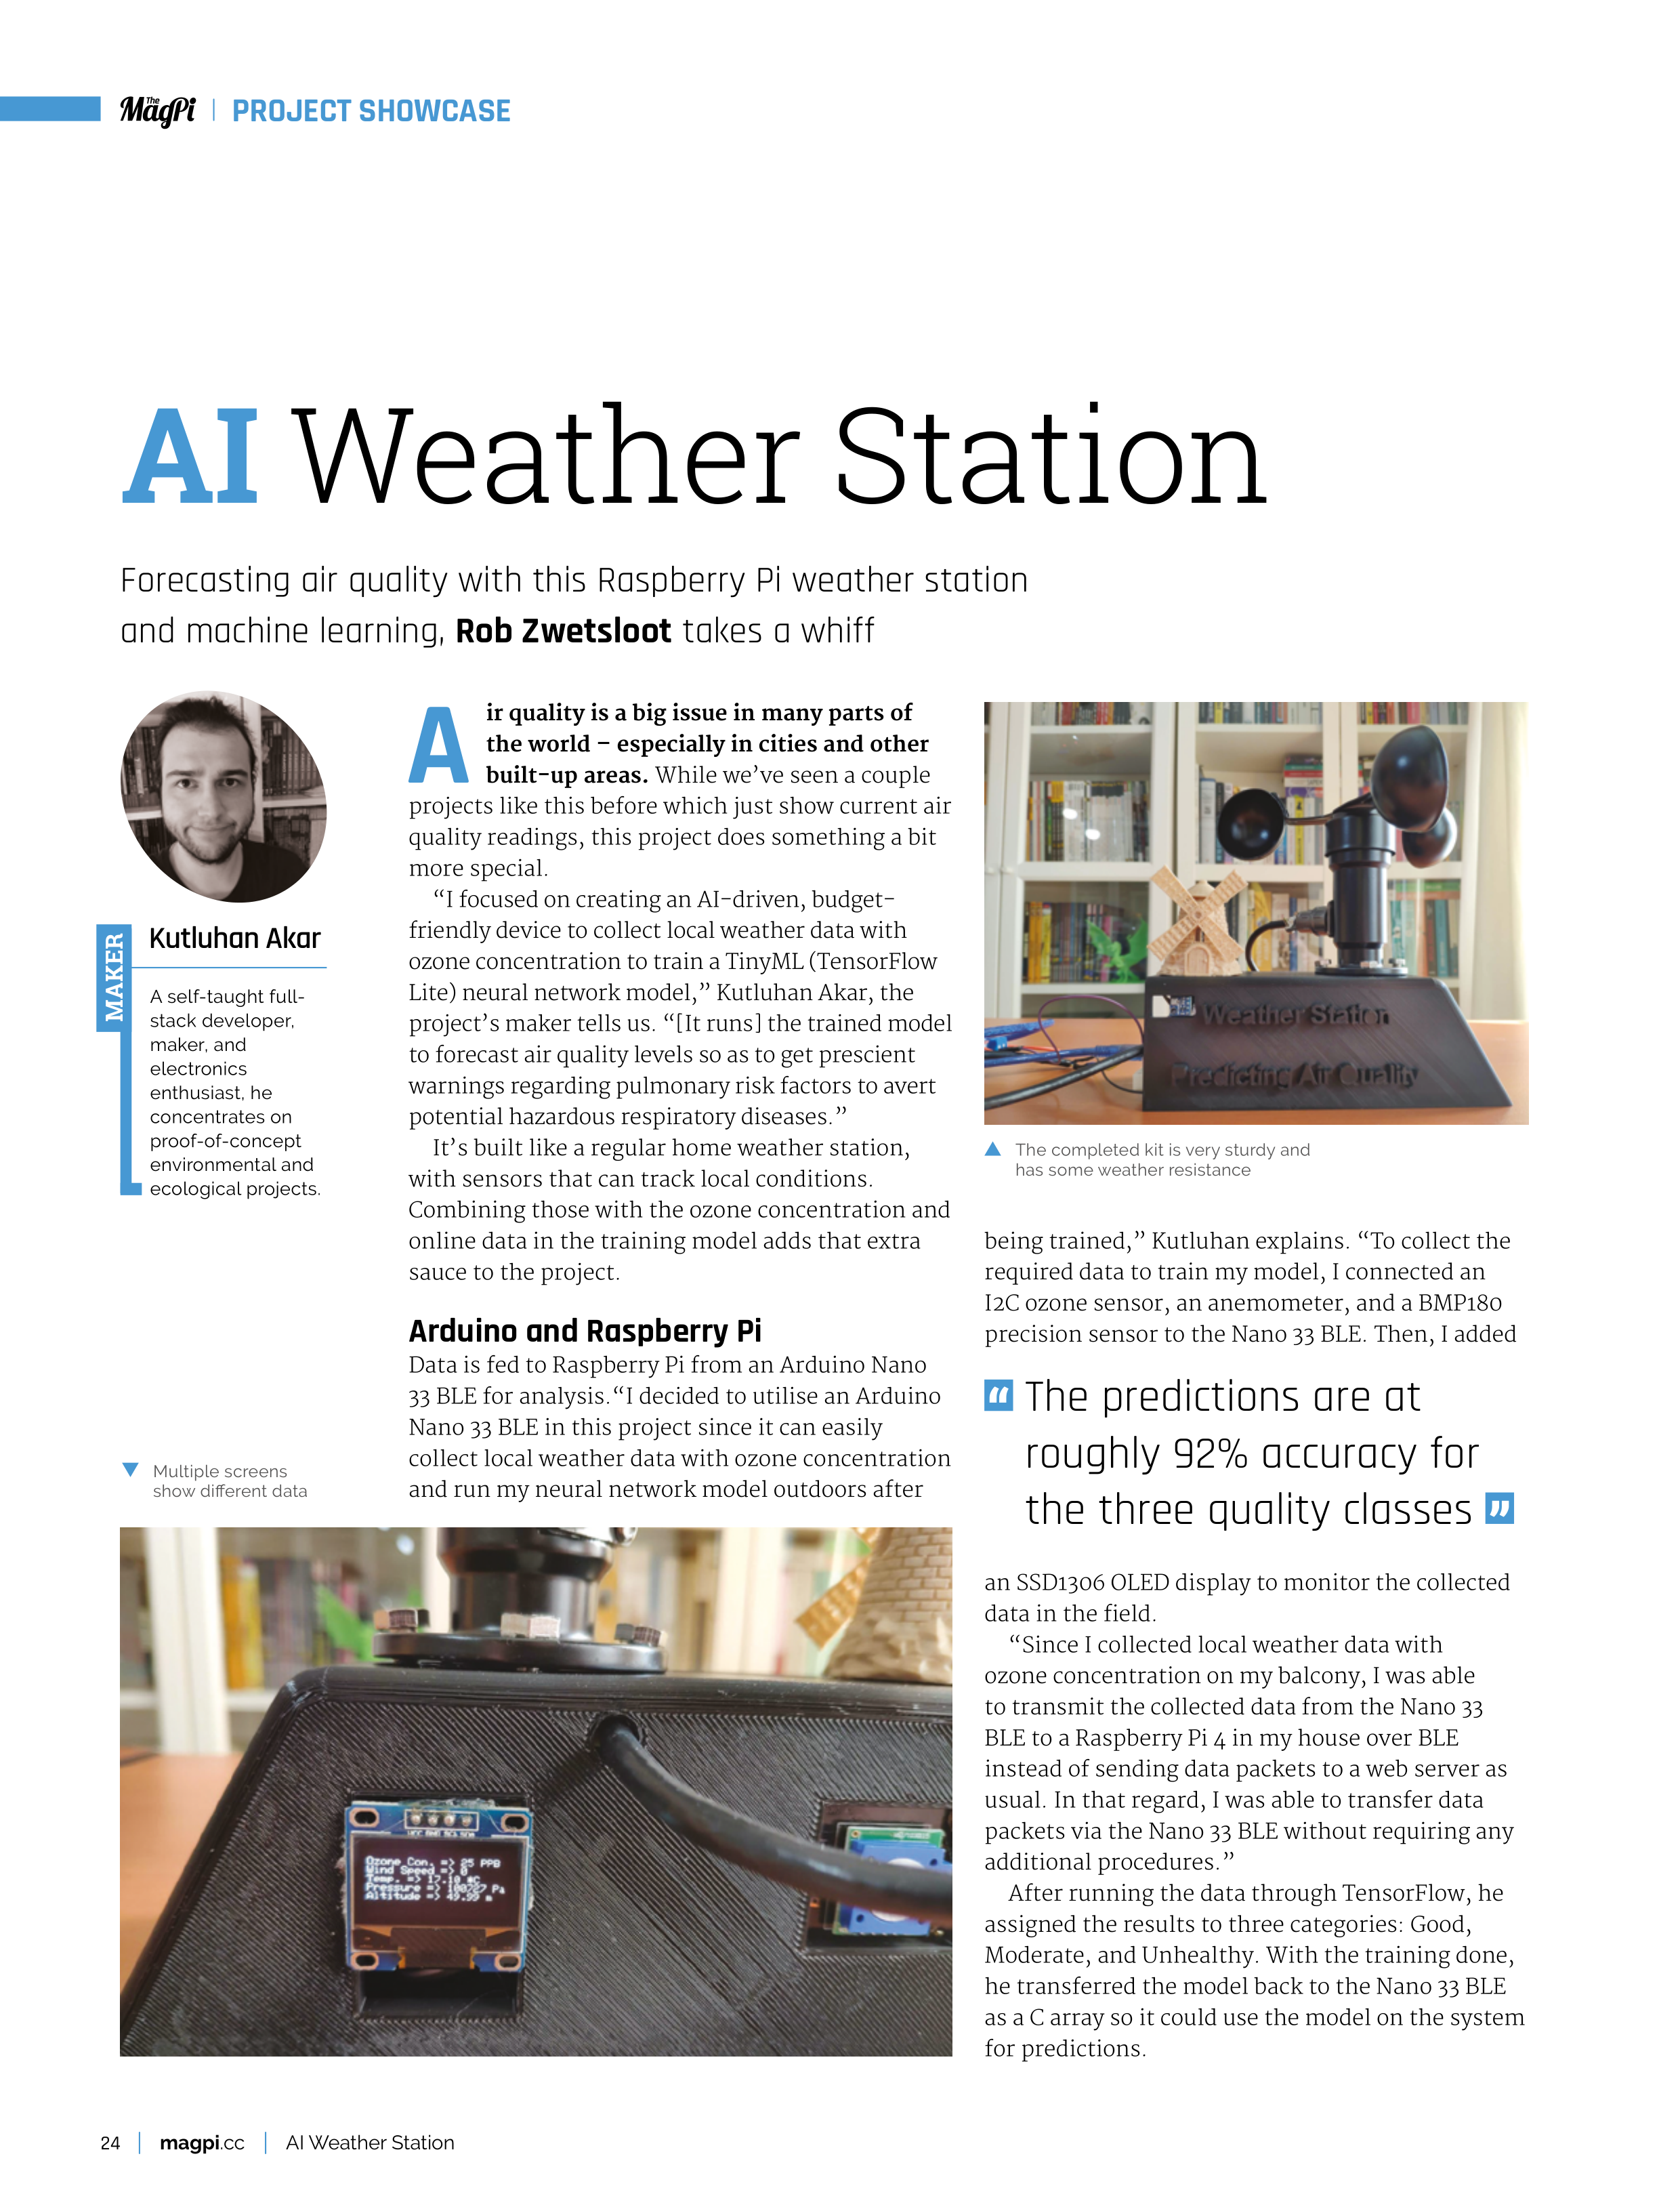 The MagPi
PROJECT SHOWCASE
AI Weather Station
Forecasting air quality with this Raspberry Pi weather station
and machine learning, Rob Zwetsloot takes a whiff
MAKER
Kutluhan Akar
A self-taught full-
stack developer,
maker, and
electronics
enthusiast, he
concentrates on
proof-of-concept
environmental and
ecological projects.
Air quality is a big issue in many parts of
the world – especially in cities and other
built-up areas. While we’ve seen a couple
projects like this before which just show current air
quality readings, this project does something a bit
more special.
“I focused on creating an AI-driven, budget-
friendly device to collect local weather data with
ozone concentration to train a TinyML (TensorFlow
Lite) neural network model,” Kutluhan Akar, the
project’s maker tells us. “[It runs] the trained model
to forecast air quality levels so as to get prescient
warnings regarding pulmonary risk factors to avert
potential hazardous respiratory diseases.”
It’s built like a regular home weather station,
with sensors that can track local conditions.
Combining those with the ozone concentration and
online data in the training model adds that extra
sauce to the project.
Arduino and Raspberry Pi
Data is fed to Raspberry Pi from an Arduino Nano
33 BLE for analysis.“I decided to utilise an Arduino
Nano 33 BLE in this project since it can easily
collect local weather data with ozone concentration
and run my neural network model outdoors after
Multiple screens
show different data
Ozone Con. => 25 PPB
Wind Speed => 0
Temp. => 17.10 *C
Pressure => 100727 Pa
Altitude => 49.99 m
Weather Station
Predicting Air Quality
The completed kit is very sturdy and
has some weather resistance
being trained,” Kutluhan explains. “To collect the
required data to train my model, I connected an
I2C ozone sensor, an anemometer, and a BMP180
precision sensor to the Nano 33 BLE. Then, I added
“ The predictions are at
roughly 92% accuracy for
the three quality classes ”
an SSD1306 OLED display to monitor the collected
data in the field.
“Since I collected local weather data with
ozone concentration on my balcony, I was able
to transmit the collected data from the Nano 33
BLE to a Raspberry Pi 4 in my house over BLE
instead of sending data packets to a web server as
usual. In that regard, I was able to transfer data
packets via the Nano 33 BLE without requiring any
additional procedures.”
After running the data through TensorFlow, he
assigned the results to three categories: Good,
Moderate, and Unhealthy. With the training done,
he transferred the model back to the Nano 33 BLE
as a C array so it could use the model on the system
for predictions.
24 | magpi.cc | AI Weather Station